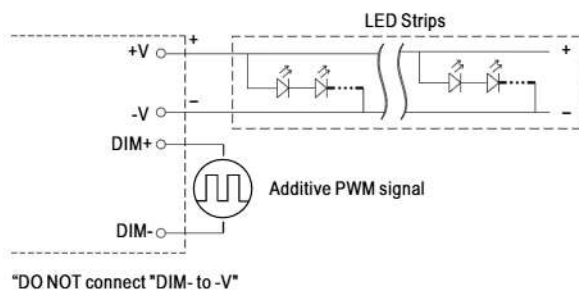 LED Strips
+V
+
+
-V
−
−
DIM+
Additive PWM signal
DIM-
"DO NOT connect "DIM- to -V"